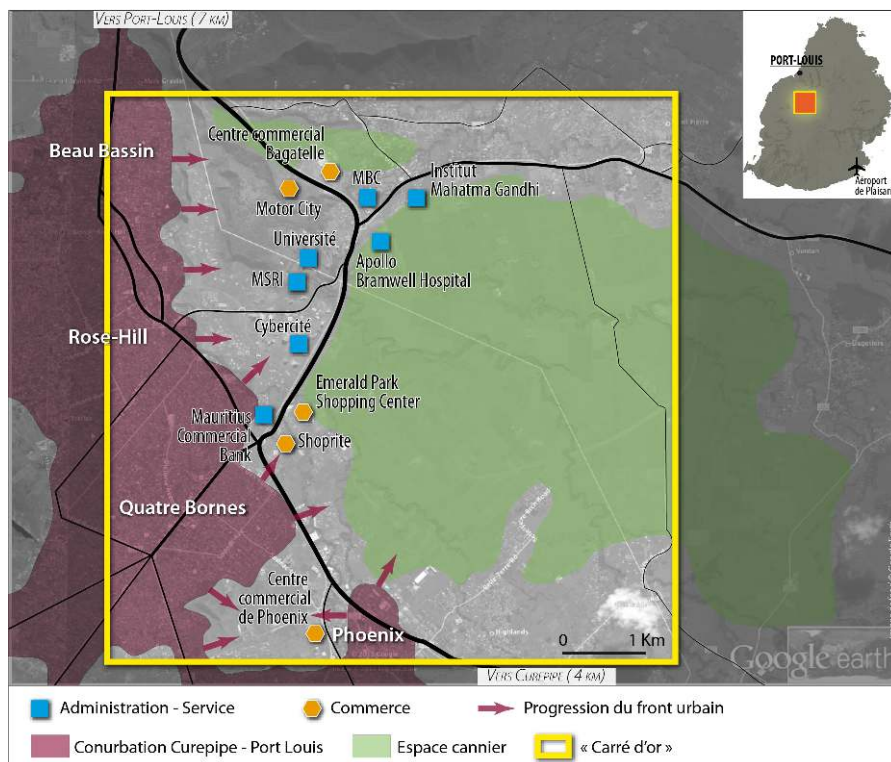 VERS PORT-LOUIS (7 KM)
PORT-LOUIS
Aéroport
de Plaisan
Beau Bassin
Centre commercial
Bagatelle
Motor City
MBC
Institut
Mahatma Gandhi
Université
MSRI
Apollo
Bramwell Hospital
Rose-Hill
Cybercité
Emerald Park
Shopping Center
Mauritius
Commercial
Bank
Shoprite
Quatre Bornes
Centre
commercial
de Phoenix
Phoenix
Highlands
0 1 Km
Google earth
VERS CUREPIPE (4 KM)
Administration - Service
Commerce
Progression du front urbain
Conurbation Curepipe - Port Louis
Espace cannier
« Carré d'or »